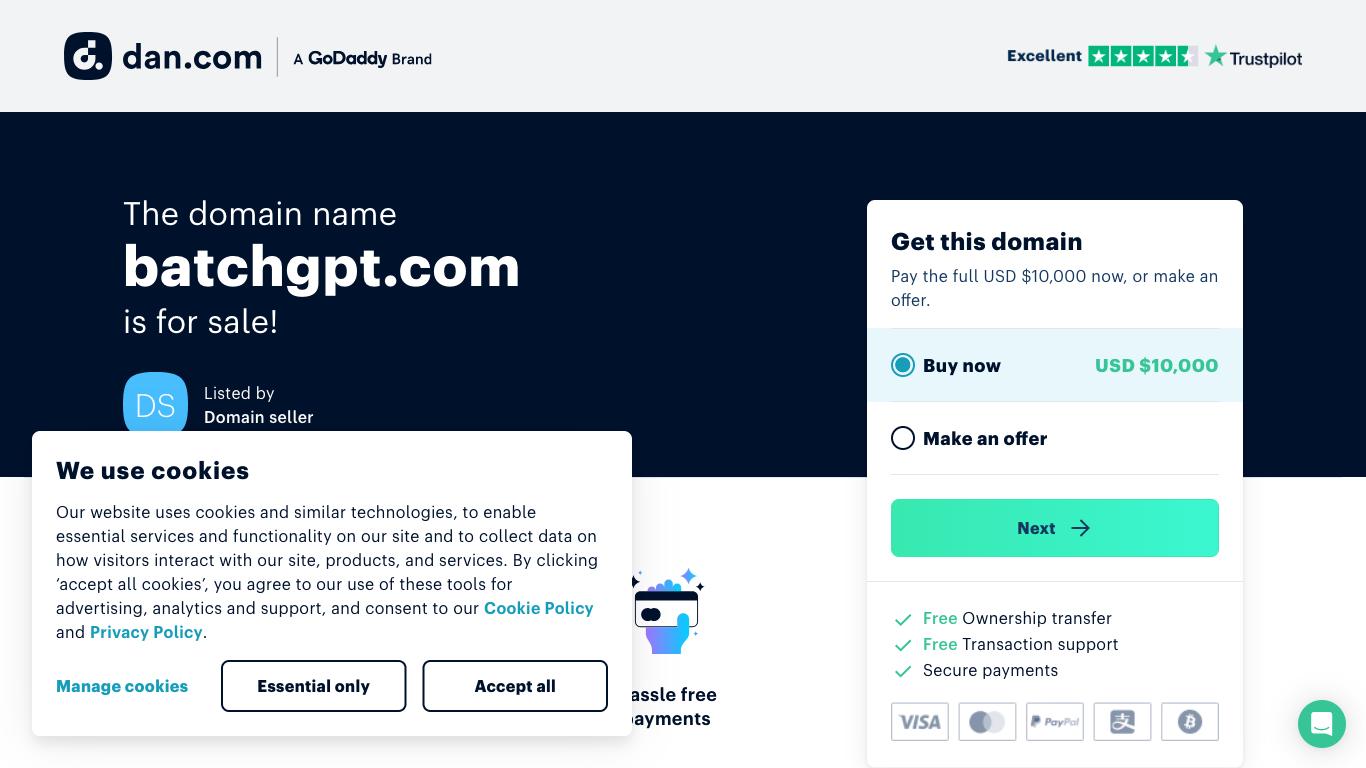 dan.com
A GoDaddy Brand
Excellent
Trustpilot
The domain name
batchgpt.com
is for sale!
DS
Listed by
Domain seller
Get this domain
Pay the full USD $10,000 now, or make an
offer.
Buy now USD $10,000
Make an offer
Next
Free Ownership transfer
Free Transaction support
Secure payments
VISA
PayPal
支
We use cookies
Our website uses cookies and similar technologies, to enable
essential services and functionality on our site and to collect data on
how visitors interact with our site, products, and services. By clicking
‘accept all cookies’, you agree to our use of these tools for
advertising, analytics and support, and consent to our Cookie Policy
and Privacy Policy.
Manage cookies
Essential only
Accept all
free